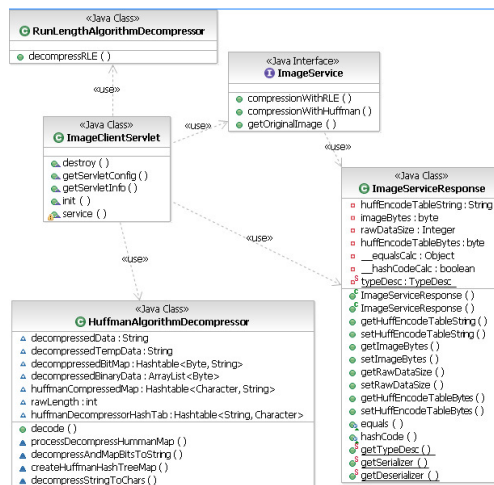 «Java Class»
RunLengthAlgorithmDecompressor
decompressRLE ( )
«use»
«Java Interface»
ImageService
compressionWithRLE ( )
compressionWithHuffman ( )
getOriginalImage ( )
«use»
«Java Class»
ImageClientServlet
destroy ( )
getServletConfig ( )
getServletInfo ( )
init ( )
service ( )
«use»
«use»
«use»
«Java Class»
ImageServiceResponse
huffEncodeTableString : String
imageBytes : byte
rawDataSize : Integer
huffEncodeTableBytes : byte
__equalsCalc : Object
__hashCodeCalc : boolean
typeDesc : TypeDesc
ImageServiceResponse ( )
ImageServiceResponse ( )
getHuffEncodeTableString ( )
setHuffEncodeTableString ( )
getImageBytes ( )
setImageBytes ( )
getRawDataSize ( )
setRawDataSize ( )
getHuffEncodeTableBytes ( )
setHuffEncodeTableBytes ( )
equals ( )
hashCode ( )
getTypeDesc ( )
getSerializer ( )
getDeserializer ( )
«Java Class»
HuffmanAlgorithmDecompressor
decompressedData : String
decompressedTempData : String
decomppressedBitMap : Hashtable<Byte, String>
decompressedBinaryData : ArrayList<Byte>
huffmanCompressedMap : Hashtable<Character, String>
rawLength : int
huffmanDecompressorHashTab : Hashtable<String, Character>
decode ( )
processDecompressHummanMap ( )
decompressAndMapBitsToString ( )
createHuffmanHashTreeMap ( )
decompressStringToChars ( )